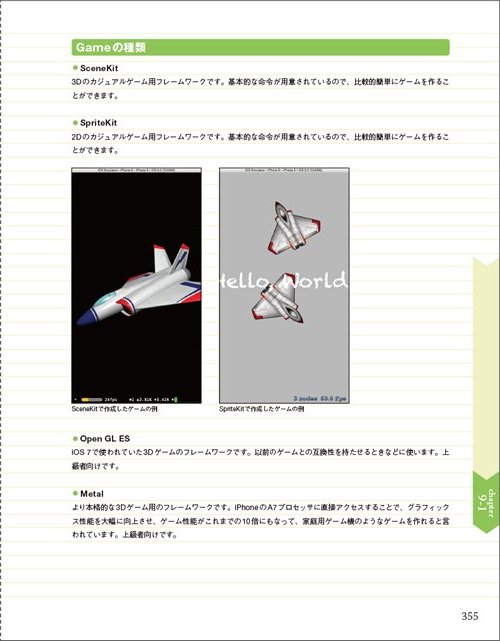 Gameの種類
●SceneKit
3Dのカジュアルゲーム用フレームワークです。基本的な命令が用意されているので、比較的簡単にゲームを作るこ
とができます。
●SpriteKit
2Dのカジュアルゲーム用フレームワークです。基本的な命令が用意されているので、比較的簡単にゲームを作るこ
とができます。
Hello, World
24fps
3 nodes 60.0 fps
SceneKitで作成したゲームの例
SpriteKitで作成したゲームの例
●Open GL ES
iOS 7で使われていた3Dゲームのフレームワークです。以前のゲームとの互換性を持たせるときなどに使います。上
級者向けです。
●Metal
より本格的な3Dゲーム用のフレームワークです。iPhoneのA7プロセッサに直接アクセスすることで、グラフィック
ス性能を大幅に向上させ、ゲーム性能がこれまでの10倍にもなって、家庭用ゲーム機のようなゲームを作れると言
われています。上級者向けです。
chapter
9-1
355